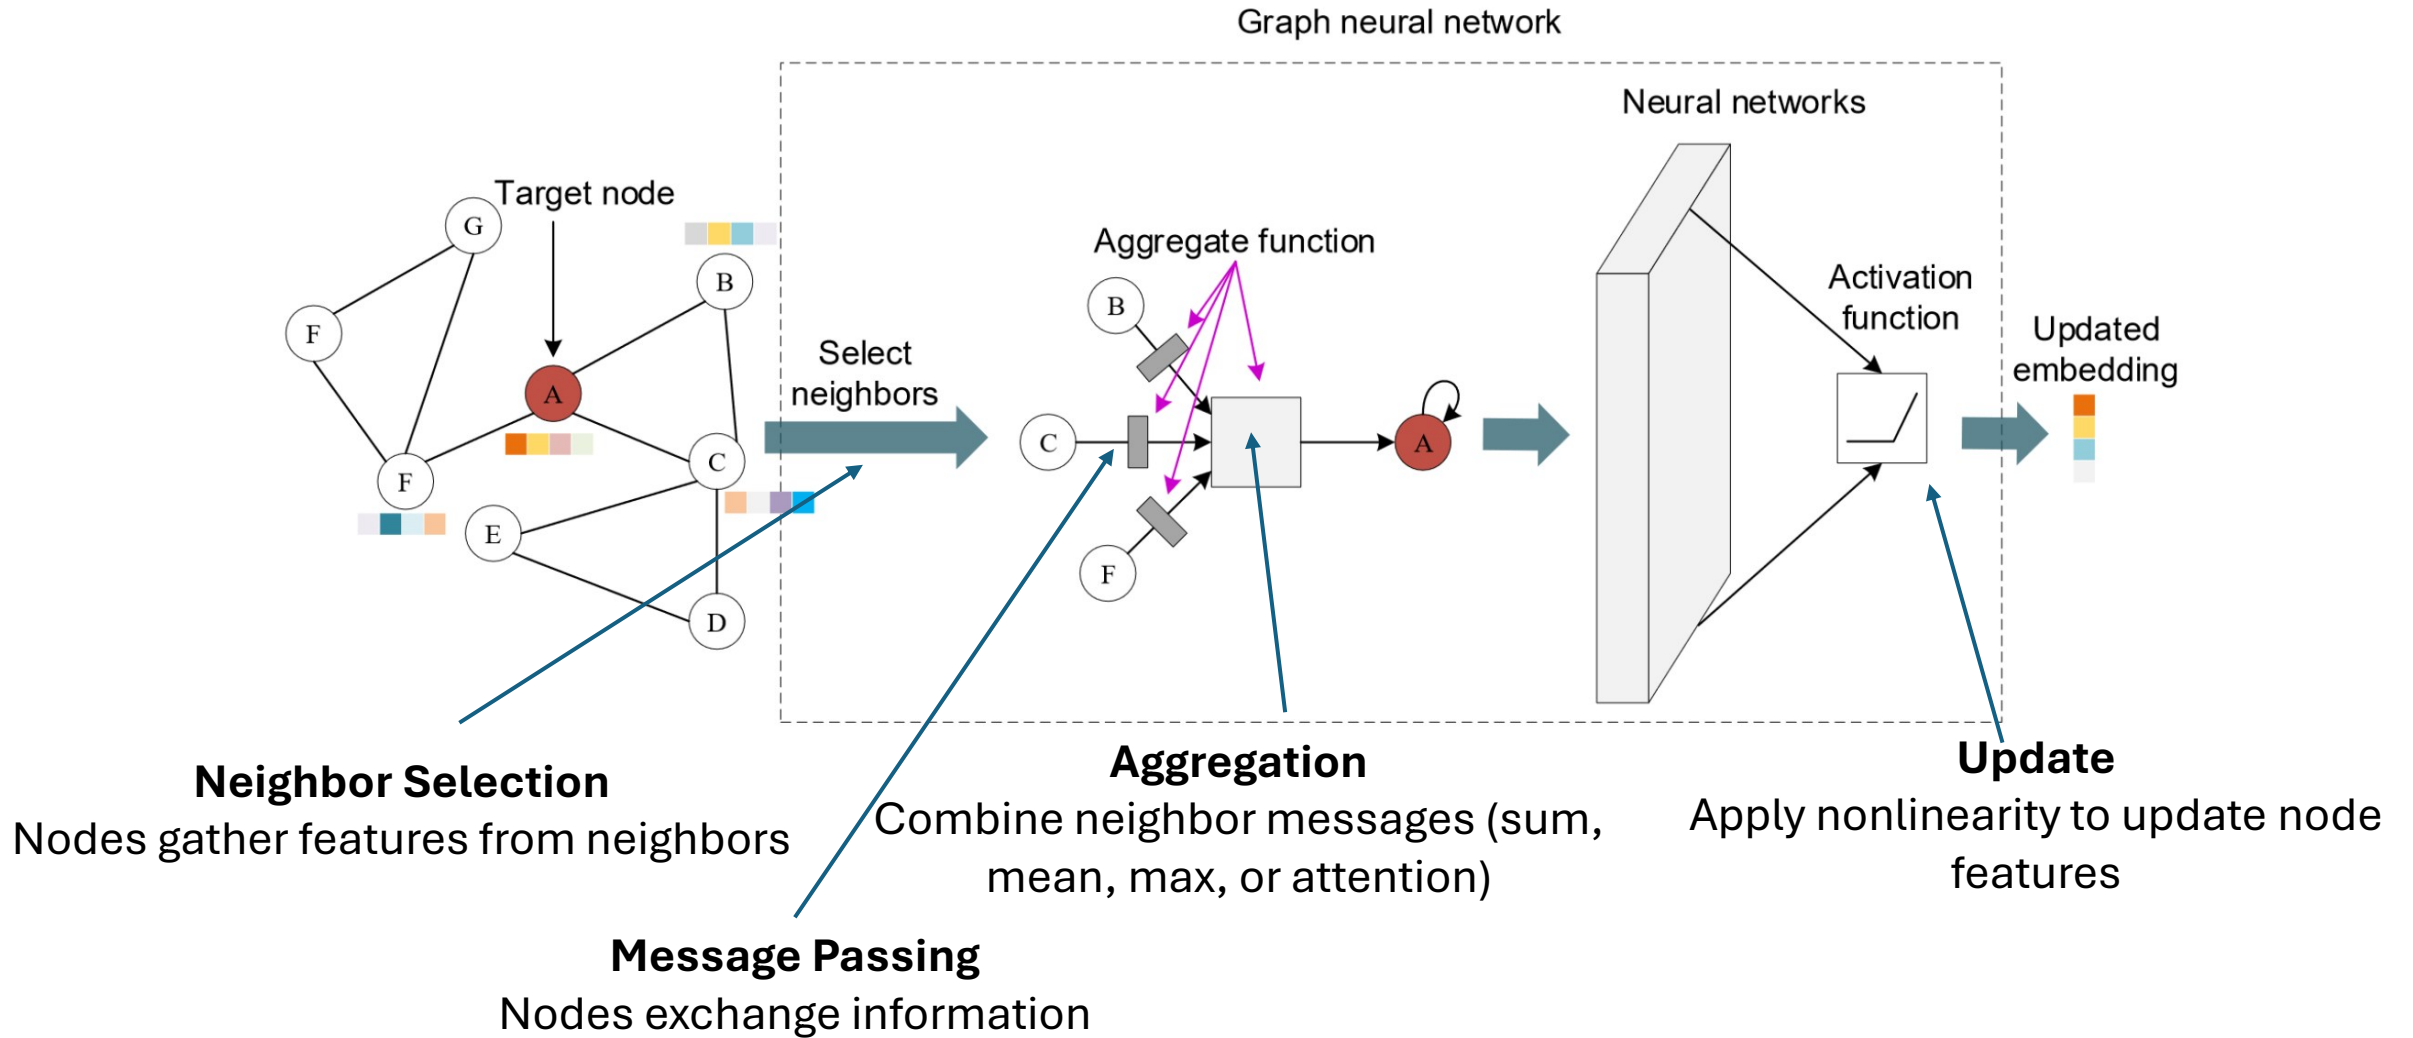 Graph neural network
Neural networks
Target node
G
B
F
A
F
C
E
D
Select
neighbors
Aggregate function
B
C
F
A
Activation
function
Updated
embedding
Neighbor Selection
Nodes gather features from neighbors
Message Passing
Nodes exchange information
Aggregation
Combine neighbor messages (sum,
mean, max, or attention)
Update
Apply nonlinearity to update node
features